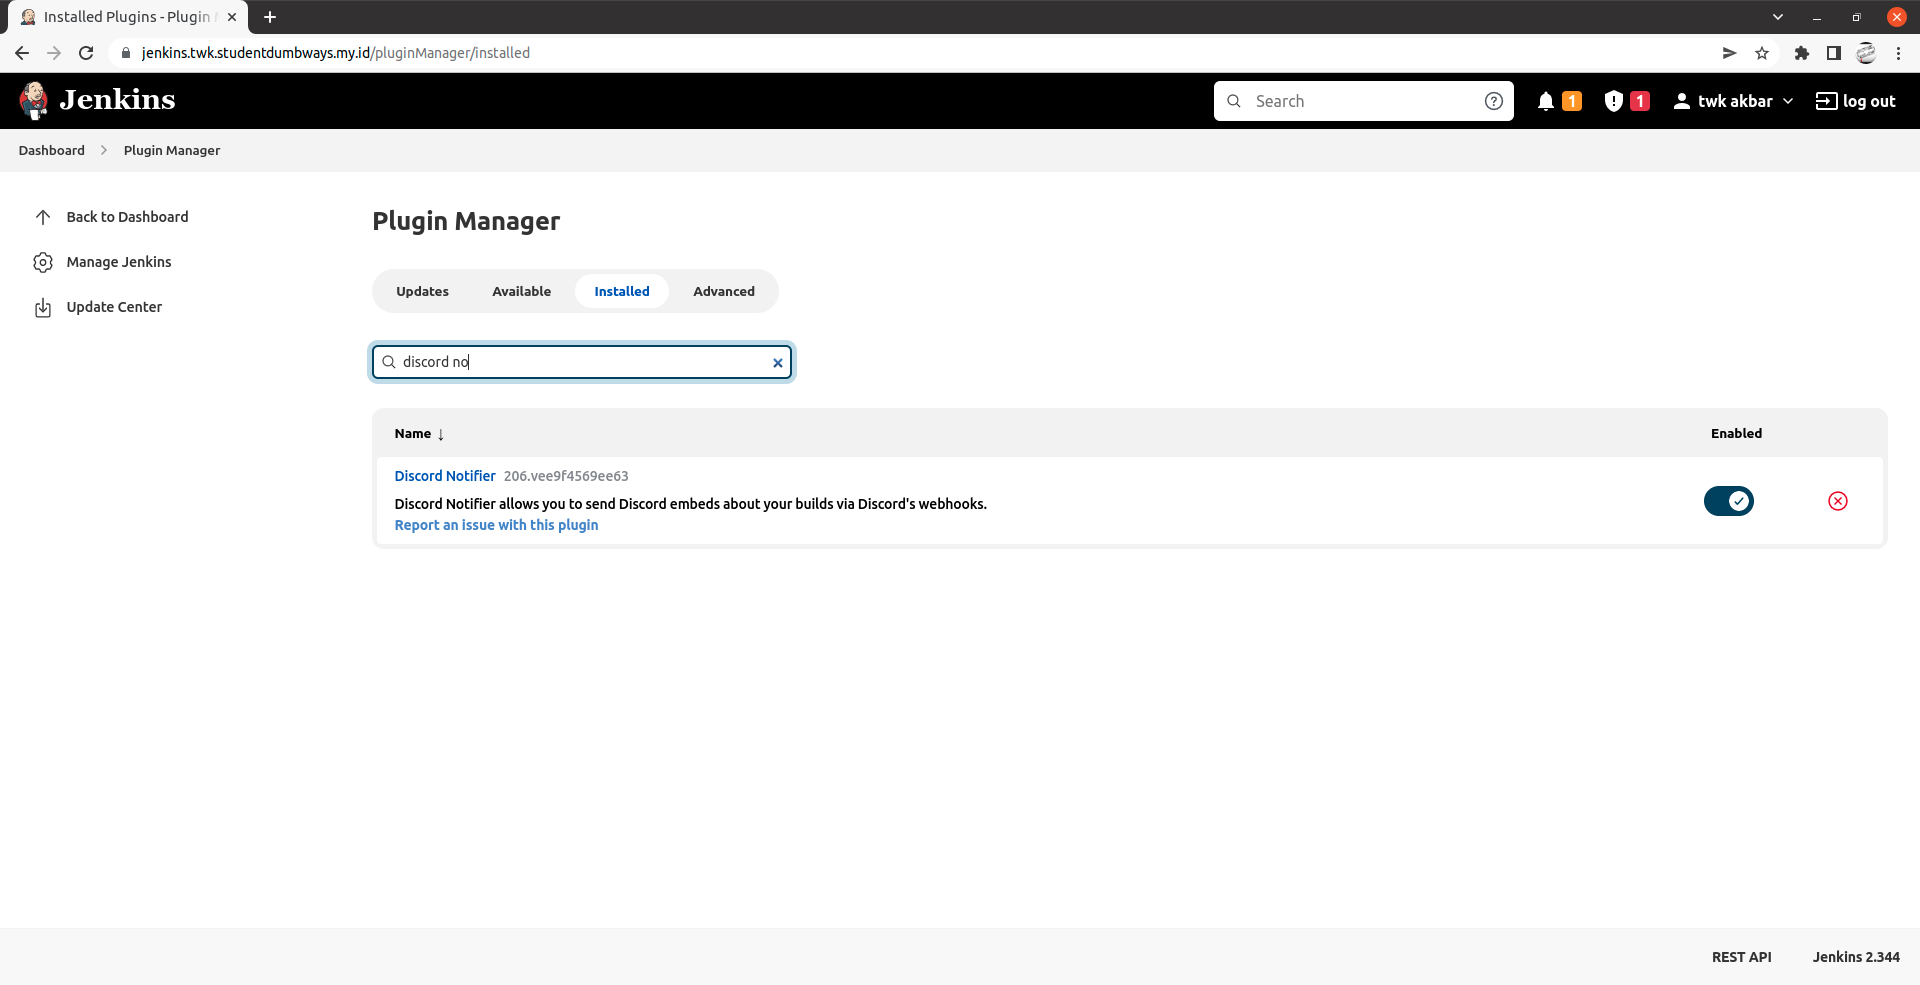 Installed Plugins - Plugin
jenkins.twk.studentdumbways.my.id/pluginManager/installed
Jenkins
Search
1
1
twk akbar
log out
Dashboard
Plugin Manager
Back to Dashboard
Manage Jenkins
Update Center
Plugin Manager
Updates
Available
Installed
Advanced
discord no
Name ↓
Enabled
Discord Notifier 206.vee9f4569ee63
Discord Notifier allows you to send Discord embeds about your builds via Discord's webhooks.
Report an issue with this plugin
REST API
Jenkins 2.344